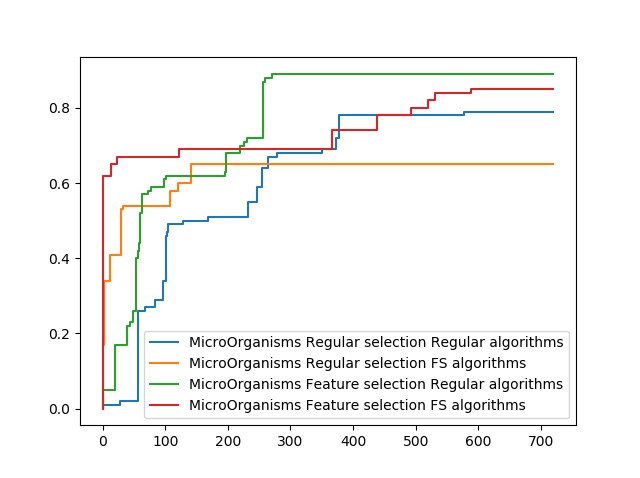 0.8
0.6
0.4
0.2
0.0
MicroOrganisms Regular selection Regular algorithms
MicroOrganisms Regular selection FS algorithms
MicroOrganisms Feature selection Regular algorithms
MicroOrganisms Feature selection FS algorithms
0 100 200 300 400 500 600 700